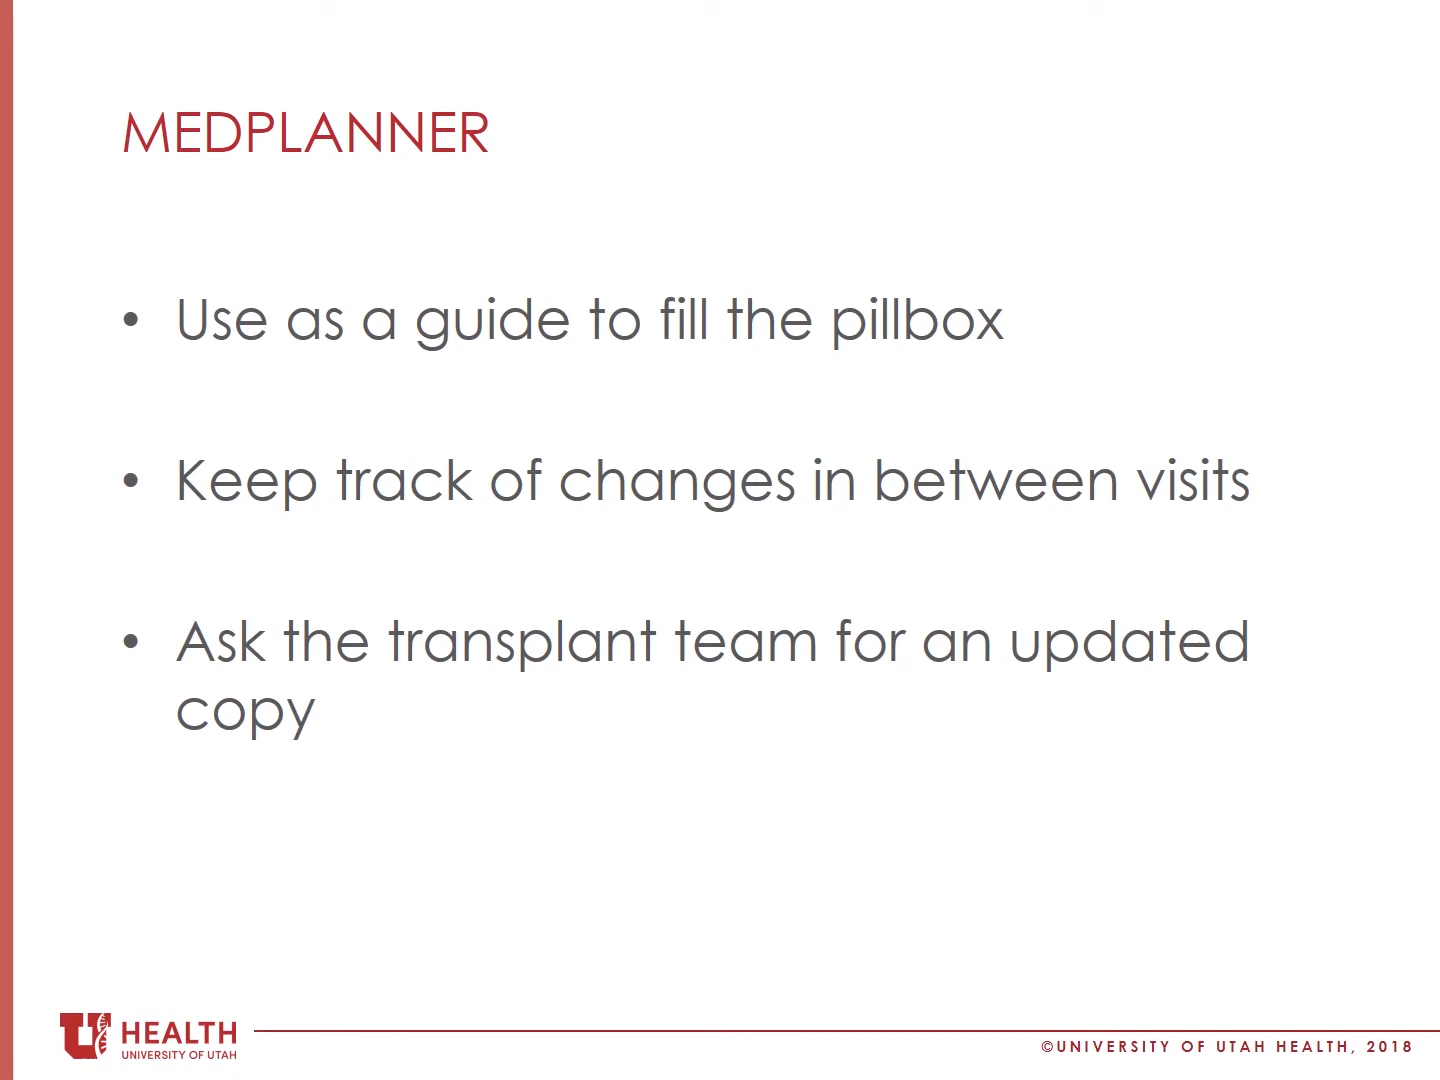 MEDPLANNER
• Use as a guide to fill the pillbox
• Keep track of changes in between visits
• Ask the transplant team for an updated
copy
HEALTH
UNIVERSITY OF UTAH
©UNIVERSITY OF UTAH HEALTH, 2018